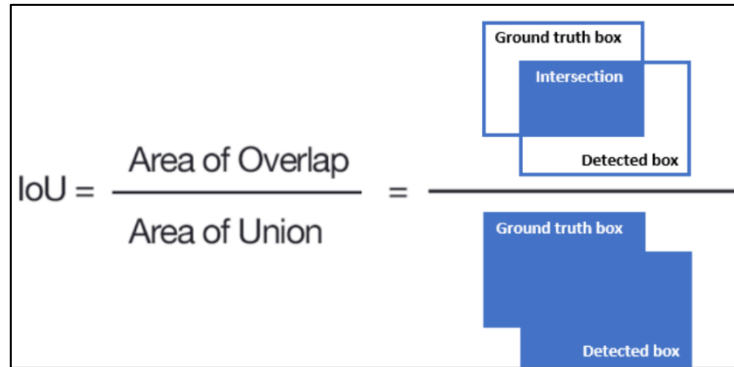 Ground truth box
Intersection
Detected box
IoU = Area of Overlap
Area of Union
=
Ground truth box
Detected box